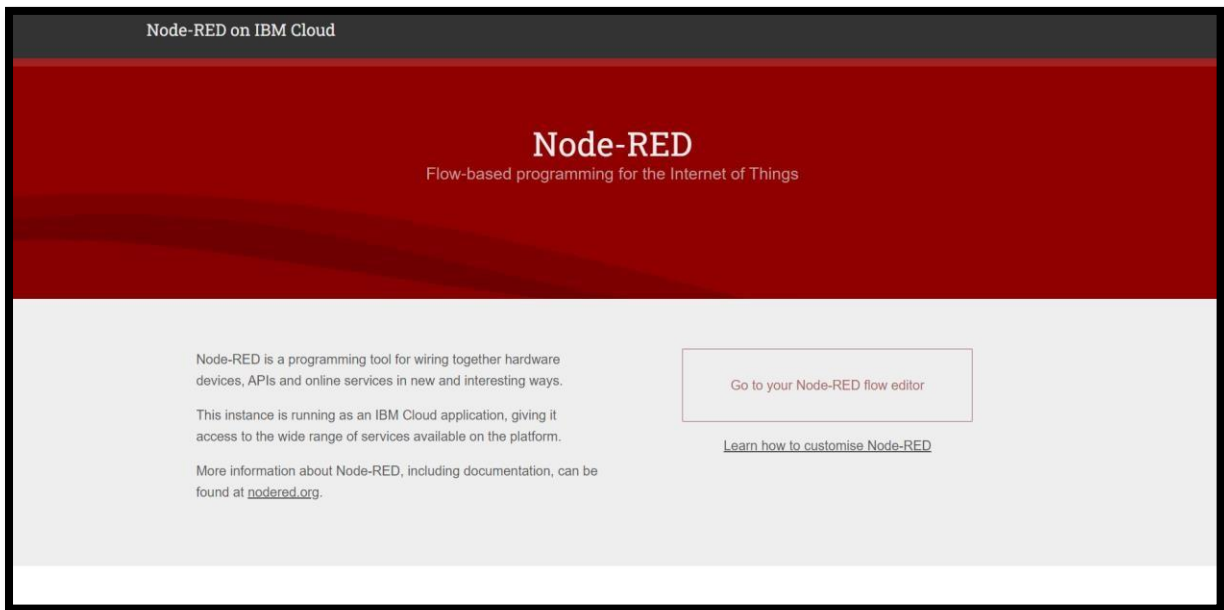 Node-RED on IBM Cloud
Node-RED
Flow-based programming for the Internet of Things
Node-RED is a programming tool for wiring together hardware
devices, APIs and online services in new and interesting ways.
This instance is running as an IBM Cloud application, giving it
access to the wide range of services available on the platform.
More information about Node-RED, including documentation, can be
found at nodered.org.
Go to your Node-RED flow editor
Learn how to customise Node-RED